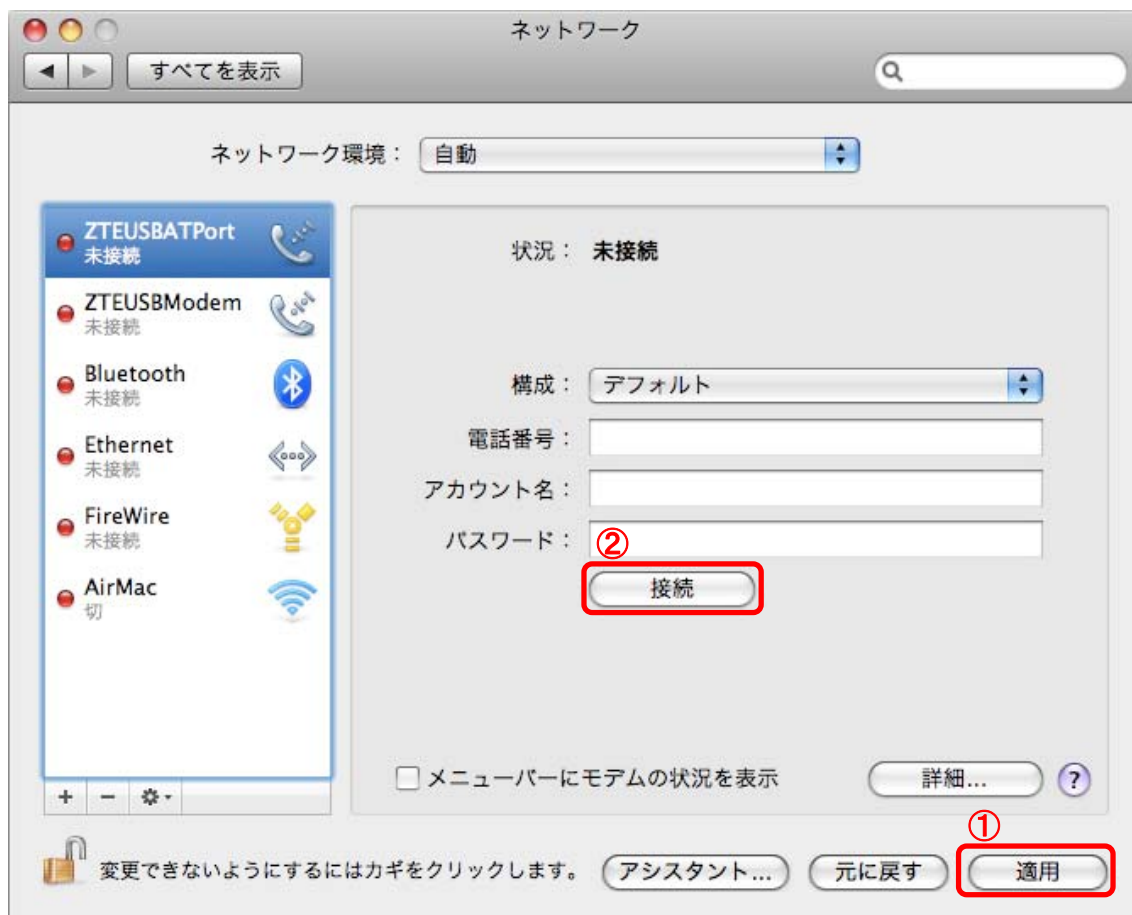 ネットワーク
すべてを表示
ネットワーク環境： 自動
ZTEUSBATPort
未接続
ZTEUSBModem
未接続
Bluetooth
未接続
Ethernet
未接続
FireWire
未接続
AirMac
切
状況： 未接続
構成： デフォルト
電話番号：
アカウント名：
パスワード：
②
接続
メニューバーにモデムの状況を表示
詳細... ?
①
変更できないようにするにはカギをクリックします。 アシスタント... 元に戻す 適用